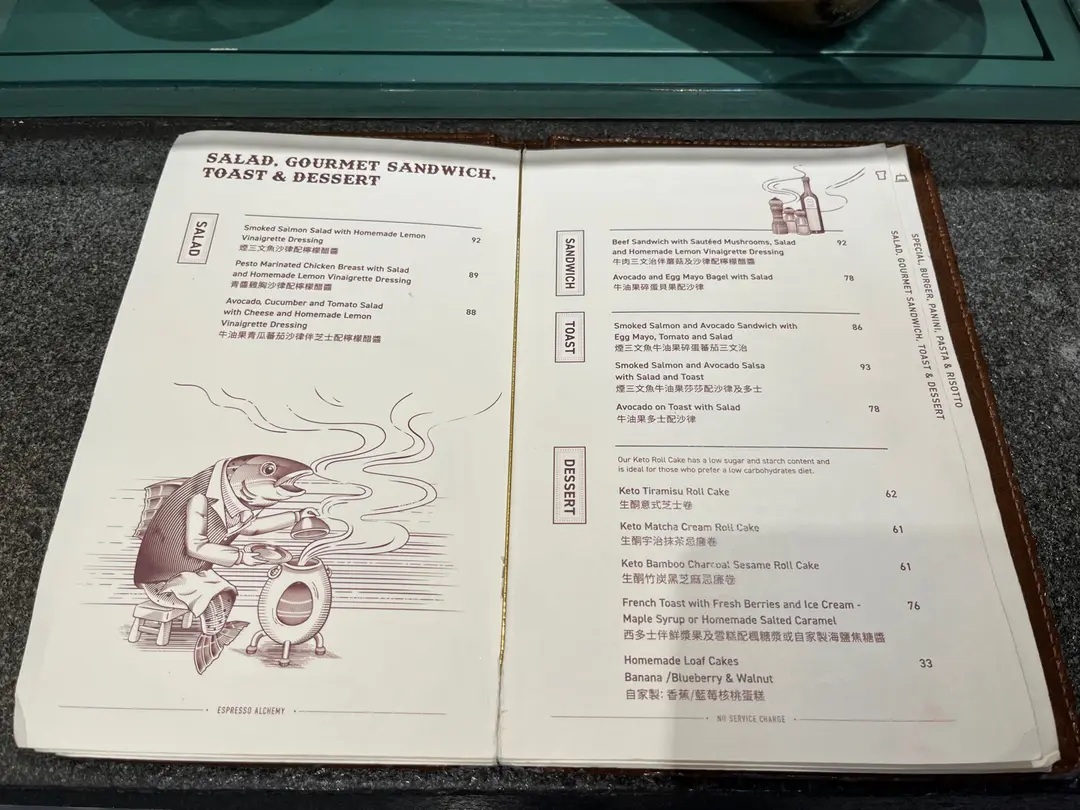 SALAD, GOURMET SANDWICH,
TOAST & DESSERT
SALAD
Smoked Salmon Salad with Homemade Lemon 92
Vinaigrette Dressing
煙三文魚沙律配檸檬醋醬
Pesto Marinated Chicken Breast with Salad 89
and Homemade Lemon Vinaigrette Dressing
青醬雞胸沙律配檸檬醋醬
Avocado, Cucumber and Tomato Salad 88
with Cheese and Homemade Lemon
Vinaigrette Dressing
牛油果青瓜蕃茄沙律伴芝士配檸檬醋醬
ESPRESSO ALCHEMY
SANDWICH
Beef Sandwich with Sautéed Mushrooms, Salad 92
and Homemade Lemon Vinaigrette Dressing
牛肉三文治伴蘑菇及沙律配檸檬醋醬
Avocado and Egg Mayo Bagel with Salad 78
牛油果碎蛋貝果配沙律
TOAST
Smoked Salmon and Avocado Sandwich with 86
Egg Mayo, Tomato and Salad
煙三文魚牛油果碎蛋蕃茄三文治
Smoked Salmon and Avocado Salsa 93
with Salad and Toast
煙三文魚牛油果莎莎配沙律及多士
Avocado on Toast with Salad 78
牛油果多士配沙律
DESSERT
Our Keto Roll Cake has a low sugar and starch content and
is ideal for those who prefer a low carbohydrates diet.
Keto Tiramisu Roll Cake 62
生酮意式芝士卷
Keto Matcha Cream Roll Cake 61
生酮宇治抹茶忌廉卷
Keto Bamboo Charcoal Sesame Roll Cake 61
生酮竹炭黑芝麻忌廉卷
French Toast with Fresh Berries and Ice Cream - 76
Maple Syrup or Homemade Salted Caramel
西多士伴鮮漿果及雪糕配楓糖漿或自家製海鹽焦糖醬
Homemade Loaf Cakes 33
Banana /Blueberry & Walnut
自家製: 香蕉/藍莓核桃蛋糕
NO SERVICE CHARGE
SPECIAL, BURGER, PANINI, PASTA & RISOTTO
SALAD, GOURMET SANDWICH, TOAST & DESSERT